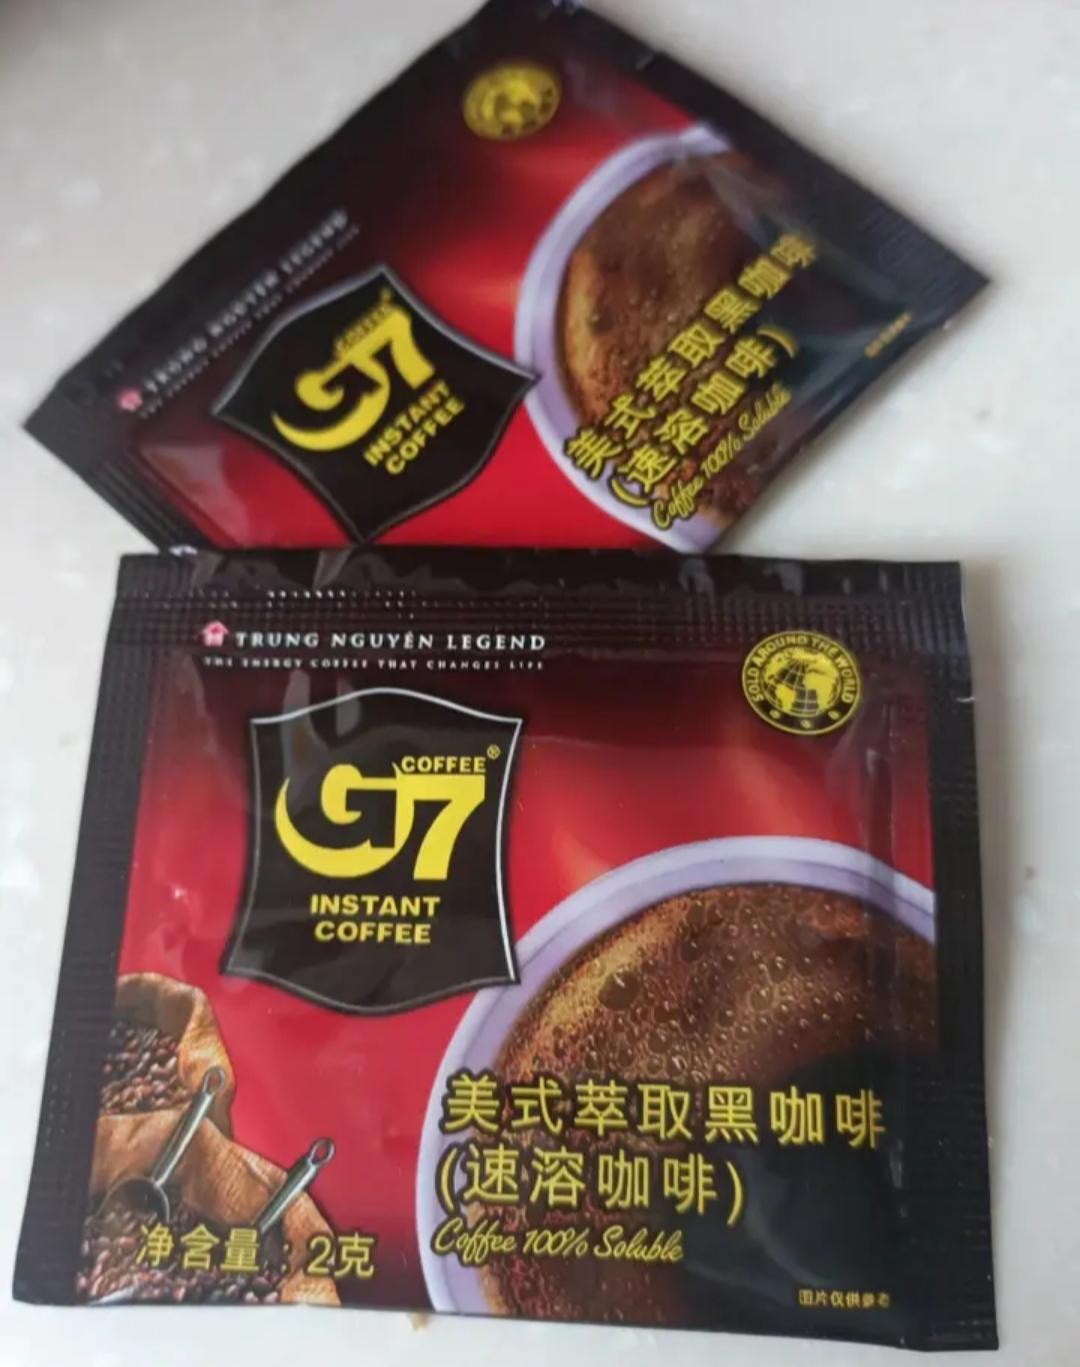 TRUNG NGUYÊN LEGEND
COFFEE
G7
INSTANT
COFFEE
美式萃取黑咖啡
(速溶咖啡)
Coffee 100% Soluble
TRUNG NGUYÊN LEGEND
THE ENERGY COFFEE THAT CHANGES LIFE
SOLD AROUND THE WORLD
COFFEE®
G7
INSTANT
COFFEE
美式萃取黑咖啡
(速溶咖啡)
Coffee 100% Soluble
净含量:2克
图片仅供参考